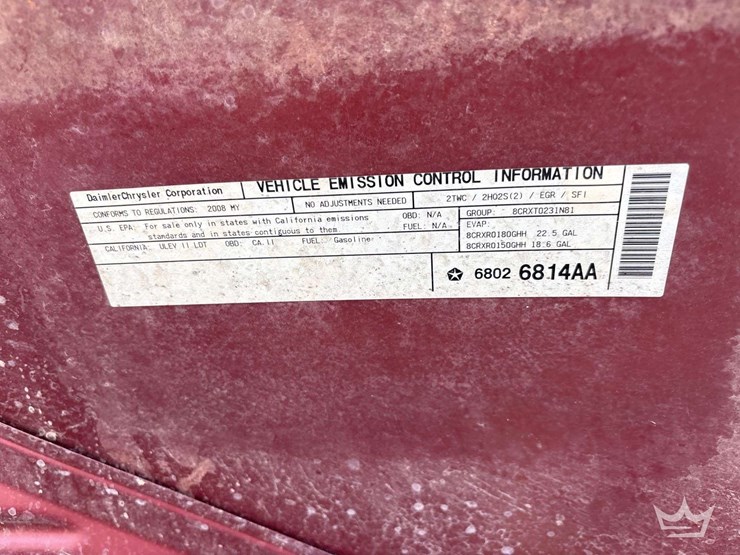 DaimlerChrysler Corporation
VEHICLE EMISSION CONTROL INFORMATION
CONFORMS TO REGULATIONS: 2008 MY
NO ADJUSTMENTS NEEDED
2TWC / 2HO2S(2) / EGR / SFI
U.S. EPA: For sale only in states with California emissions
standards and in states contiguous to them.
OBD: N/A
FUEL: N/A
GROUP: 8CRXT0231N81
EVAP:
8CRXR0180GHH 22.5 GAL
8CRXR0150GHH 18.6 GAL
CALIFORNIA: ULEV II LDT OBD: CA.II FUEL: Gasoline
6802 6814AA